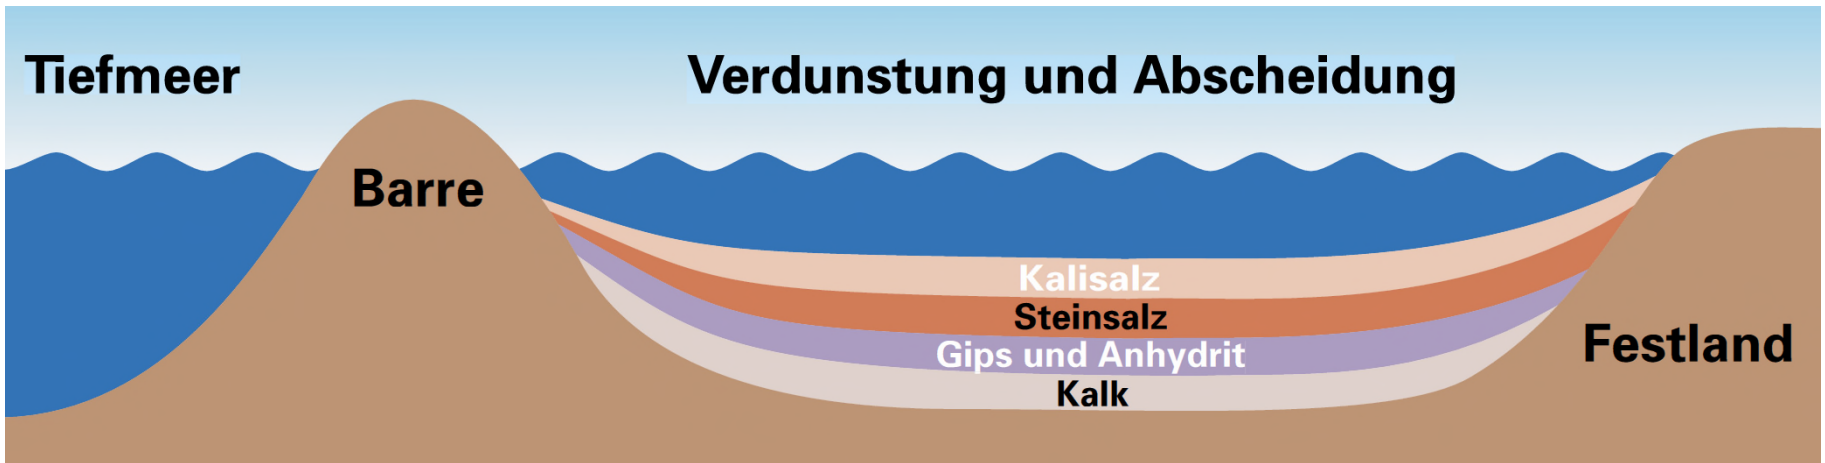 Tiefmeer
Verdunstung und Abscheidung
Barre
Kalisalz
Steinsalz
Gips und Anhydrit
Kalk
Festland